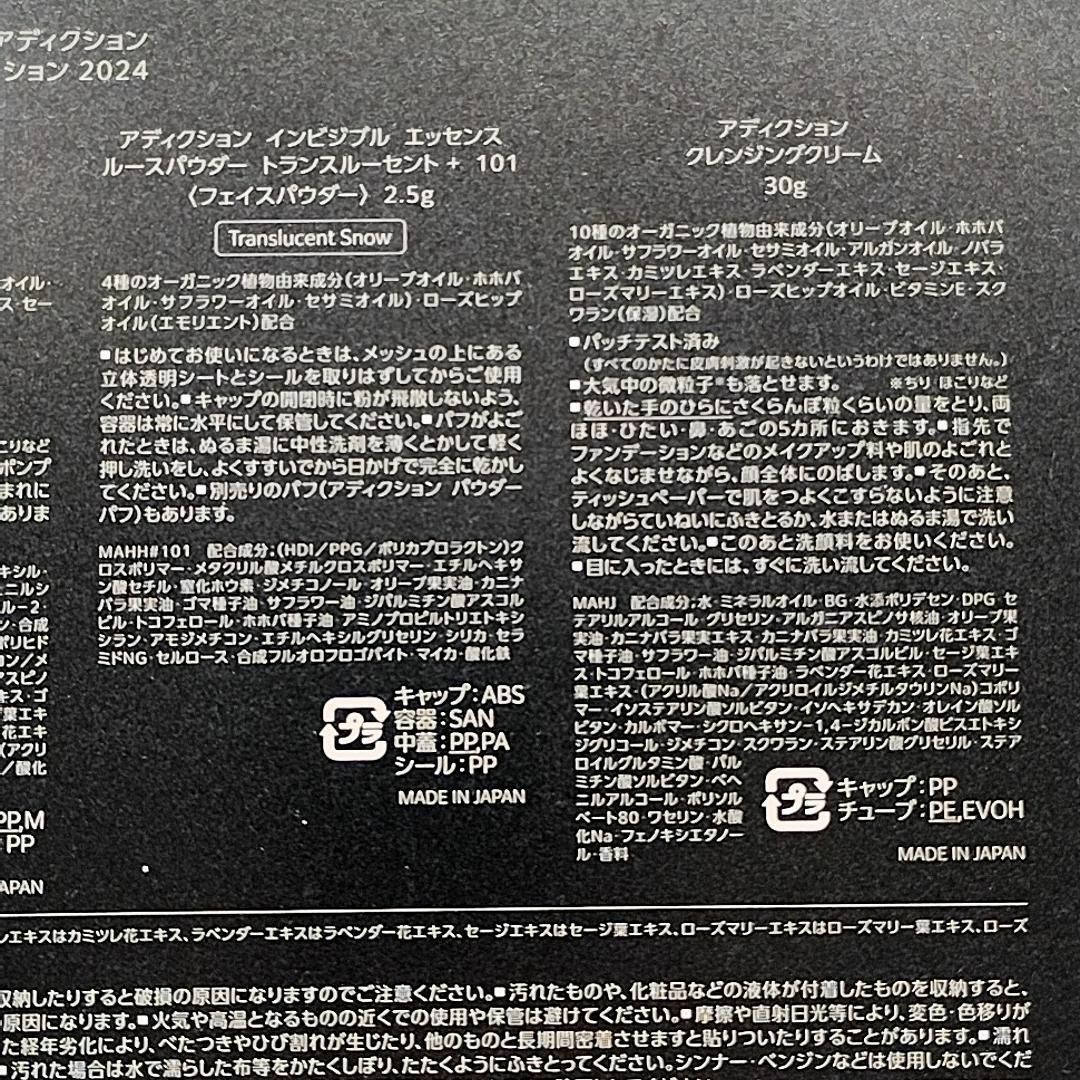 アディクション
ション 2024
アディクション インビジブル エッセンス
ルースパウダー トランスルーセント+ 101
〈フェイスパウダー〉 2.5g
Translucent Snow
4種のオーガニック植物由来成分(オリーブオイル・ホホバ
オイル・サフラワーオイル・セサミオイル)・ローズヒップ
オイル(エモリエント)配合
■はじめてお使いになるときは、メッシュの上にある
立体透明シートとシールを取りはずしてからご使用
ください。■キャップの開閉時に粉が飛散しないよう、
容器は常に水平にして保管してください。■パフがよご
れたときは、ぬるま湯に中性洗剤を薄くとかして軽く
押し洗いをし、よくすすいでから日かげで完全に乾かし
てください。■別売りのパフ(アディクション パウダー
パフ)もあります。
MAHH#101 配合成分:(HDI/PPG/ポリカプロラクトン)ク
ロスポリマー・メタクリル酸メチルクロスポリマー・エチルヘキサ
ン酸セチル・窒化ホウ素・ジメチコノール・オリーブ果実油・カニナ
バラ果実油・ゴマ種子油・サフラワー油・ジパルミチン酸アスコル
ビル・トコフェロール・ホホバ種子油・アミノプロピルトリエトキシ
シラン・アモジメチコン・エチルヘキシルグリセリン・シリカ・セラ
ミドNG・セルロース・合成フルオロフロゴパイト・マイカ・酸化鉄
プラ
キャップ:ABS
容器:SAN
中蓋:PP,PA
シール:PP
MADE IN JAPAN
アディクション
クレンジングクリーム
30g
10種のオーガニック植物由来成分(オリーブオイル・ホホバ
オイル・サフラワーオイル・セサミオイル・アルガンオイル・ノバラ
エキス・カミツレエキス・ラベンダーエキス・セージエキス・
ローズマリーエキス)・ローズヒップオイル・ビタミンE・スク
ワラン(保湿)配合
■パッチテスト済み
(すべてのかたに皮膚刺激が起きないというわけではありません。)
■大気中の微粒子※も落とせます。 ※ちり ほこりなど
■乾いた手のひらにさくらんぼ粒くらいの量をとり、両
ほほ・ひたい・鼻・あごの5カ所におきます。■指先で
ファンデーションなどのメイクアップ料や肌のよごれと
よくなじませながら、顔全体にのばします。■そのあと、
ティッシュペーパーで肌をつよくこすらないように注意
しながらていねいにふきとるか、水またはぬるま湯で洗い
流してください。■このあと洗顔料をお使いください。
■目に入ったときには、すぐに洗い流してください。
MAHJ 配合成分:水・ミネラルオイル・BG・水添ポリデセン・DPG・セ
テアリルアルコール・グリセリン・アルガニアスピノサ核油・オリーブ果
実油・カニナバラ果実エキス・カニナバラ果実油・カミツレ花エキス・ゴ
マ種子油・サフラワー油・ジパルミチン酸アスコルビル・セージ葉エキ
ス・トコフェロール・ホホバ種子油・ラベンダー花エキス・ローズマリー
葉エキス・(アクリル酸Na/アクリロイルジメチルタウリンNa)コポリ
マー・イソステアリン酸ソルビタン・イソヘキサデカン・オレイン酸ソル
ビタン・カルボマー・シクロヘキサン-1,4-ジカルボン酸ビスエトキシ
ジグリコール・ジメチコン・スクワラン・ステアリン酸グリセリル・ステア
ロイルグルタミン酸・パル
ミチン酸ソルビタン・ベヘ
ニルアルコール・ポリソル
ベート80・ワセリン・水酸
化Na・フェノキシエタノー
ル・香料
プラ
キャップ:PP
チューブ:PE,EVOH
MADE IN JAPAN
オイル・
ス・セー
こりなど
ポンプ
まれに
ありま
キシル・
ェニルシ
ル-2・
ン・合成
ポリヒド
コン/メ
アスピノ
キス・ゴ
葉エキ
花エキ
(アクリ
/酸化
PP,M
:PP
APAN
レエキスはカミツレ花エキス、ラベンダーエキスはラベンダー花エキス、セージエキスはセージ葉エキス、ローズマリーエキスはローズマリー葉エキス、ローズ
収納したりすると破損の原因になりますのでご注意ください。■汚れたものや、化粧品などの液体が付着したものを収納すると、
原因になります。■火気や高温となるものの近くでの使用や保管は避けてください。■摩擦や直射日光等により、変色・色移りが
た経年劣化により、べたつきやひび割れが生じたり、他のものと長期間密着させますと貼りついたりすることがあります。■濡れ
■汚れた場合は水で濡らした布等をかたくしぼり、たたくようにふきとってください。シンナー・ベンジンなどは使用しないでくだ